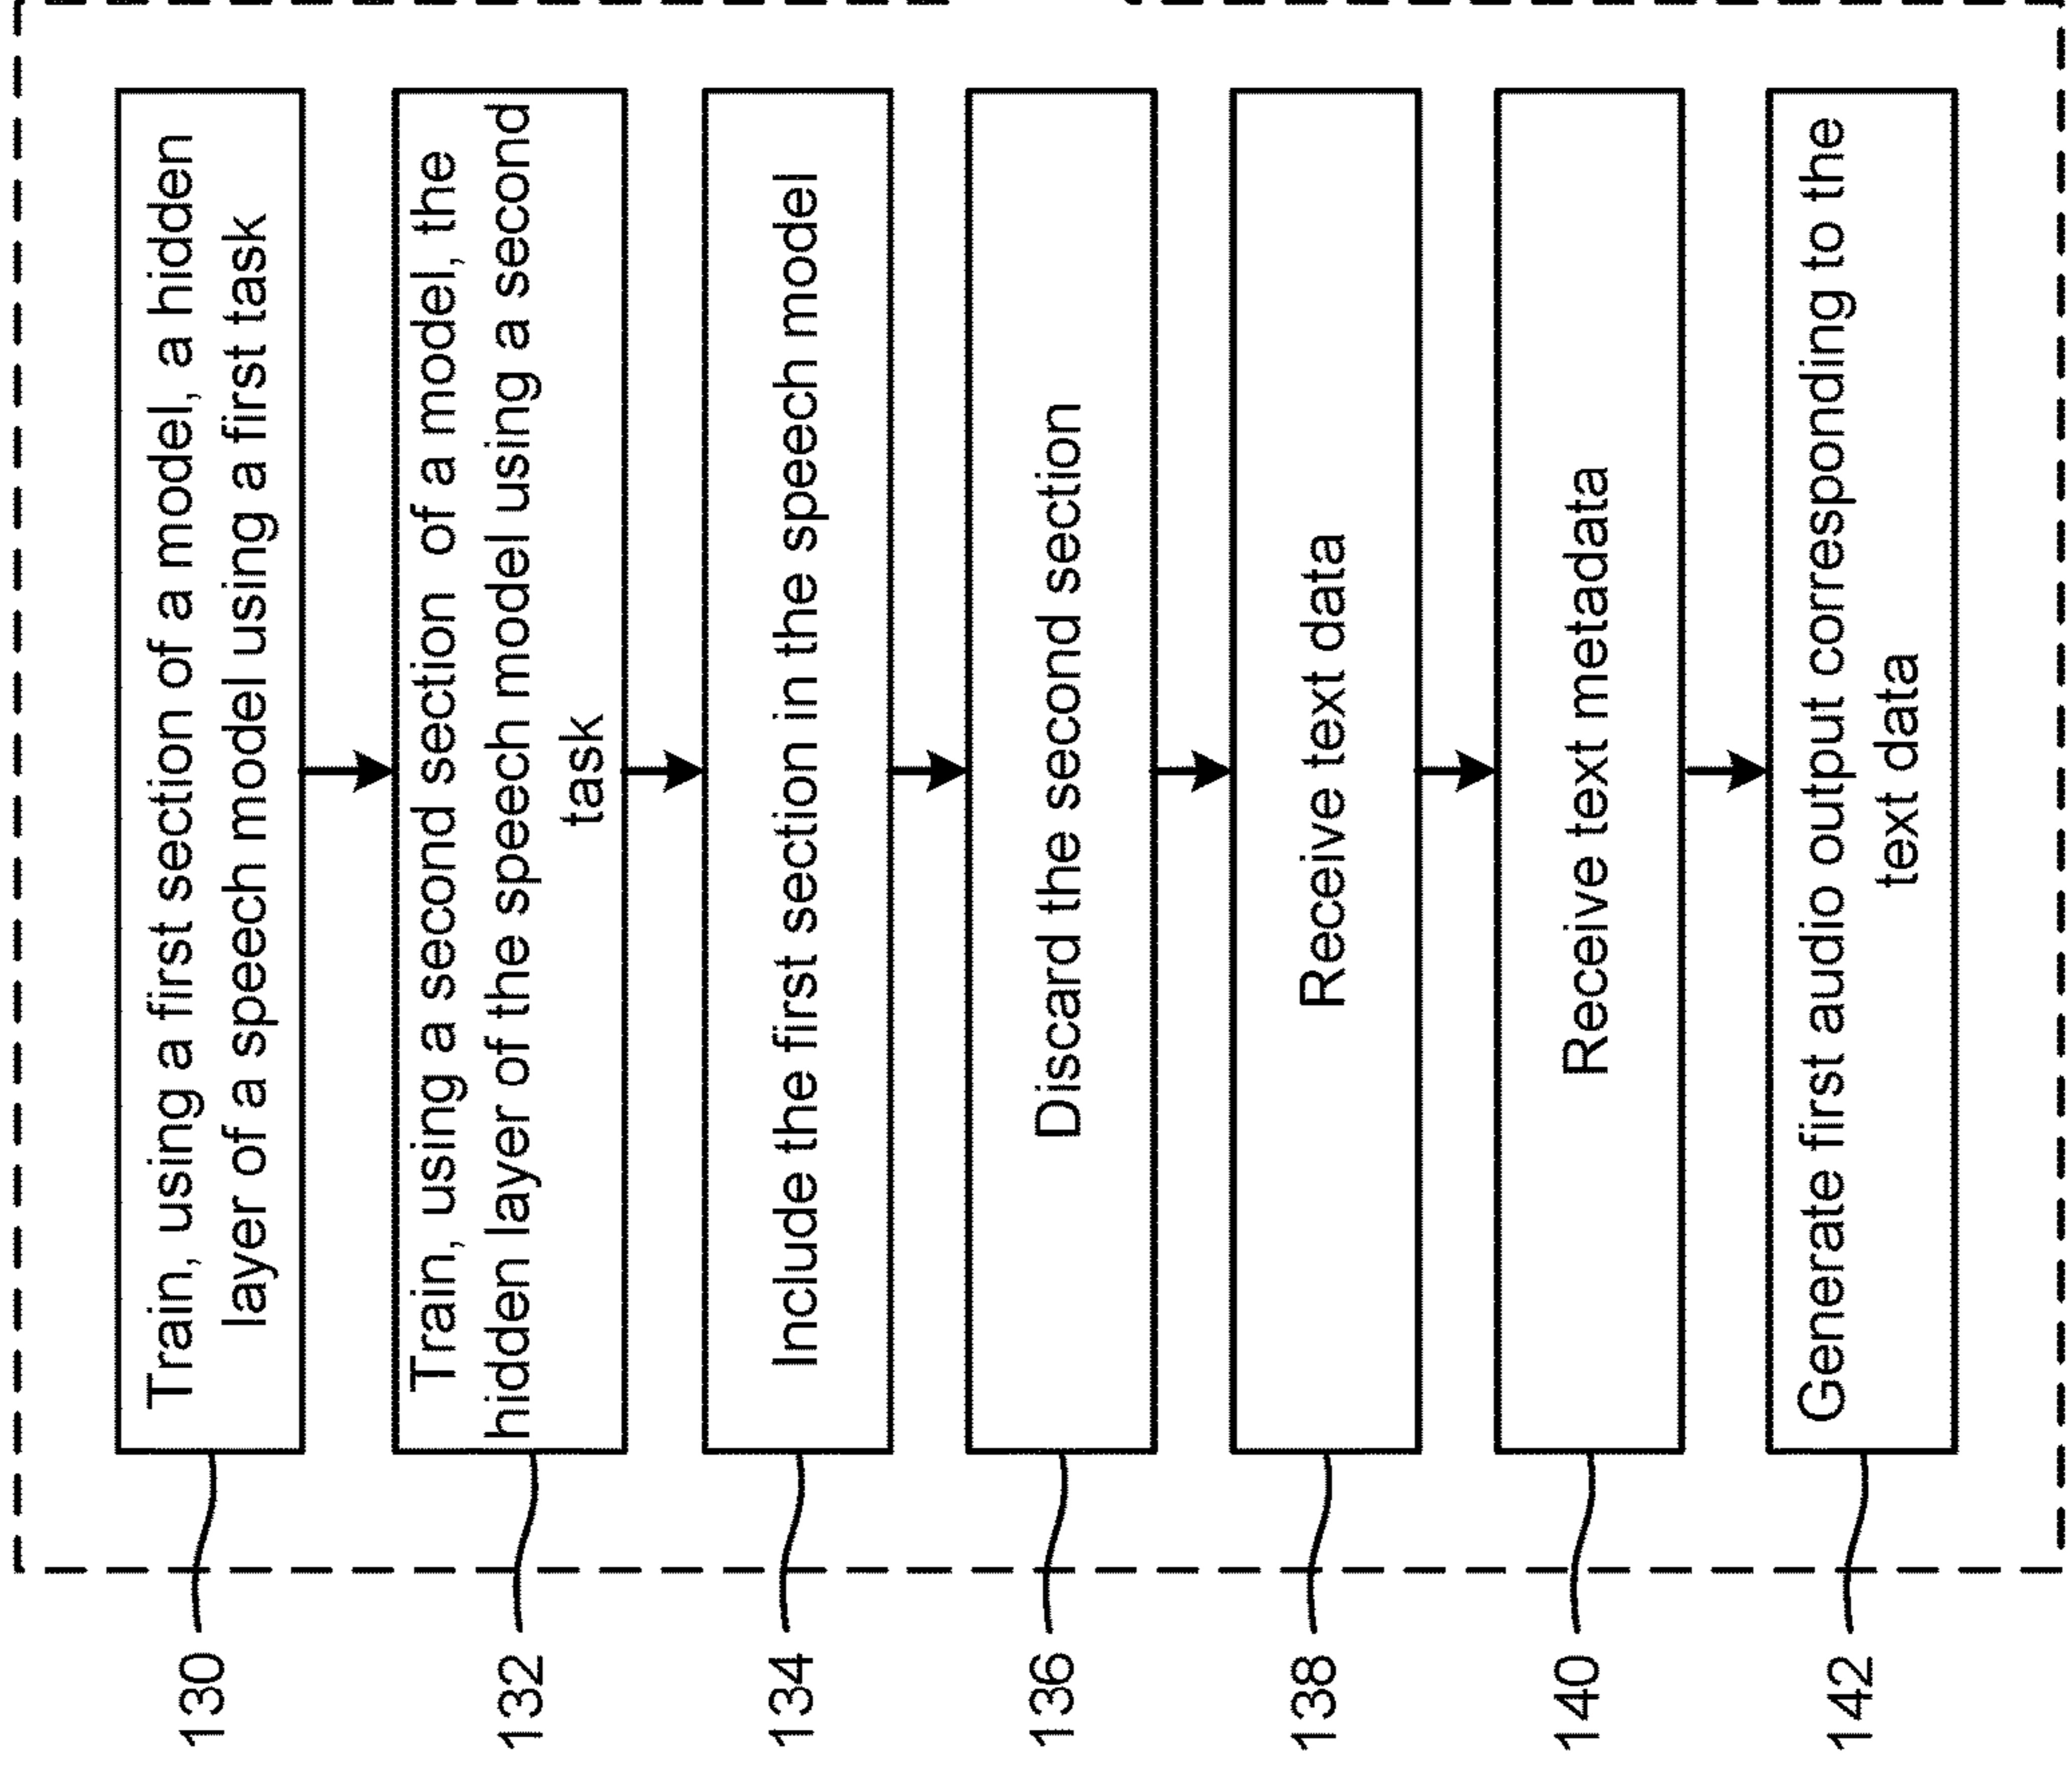 130
Train, using a first section of a model, a hidden
layer of a speech model using a first task
132
Train, using a second section of a model, the
hidden layer of the speech model using a second
task
134
Include the first section in the speech model
136
Discard the second section
138
Receive text data
140
Receive text metadata
142
Generate first audio output corresponding to the
text data